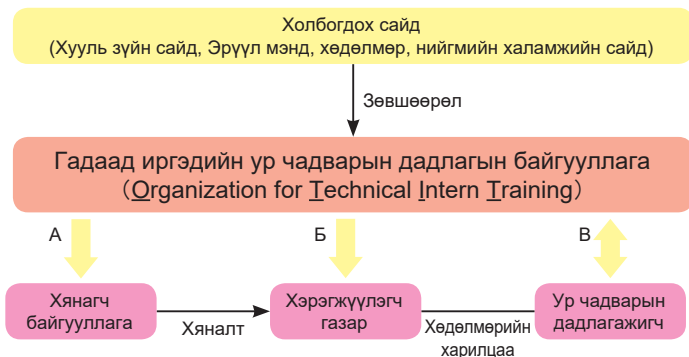 Холбогдох сайд
(Хууль зүйн сайд, Эрүүл мэнд, хөдөлмөр, нийгмийн халамжийн сайд)
Зөвшөөрөл
Гадаад иргэдийн ур чадварын дадлагын байгууллага
（Organization for Technical Intern Training）
А
Б
В
Хянагч
байгууллага
Хяналт
Хэрэгжүүлэгч
газар
Хөдөлмөрийн
харилцаа
Ур чадварын
дадлагажигч